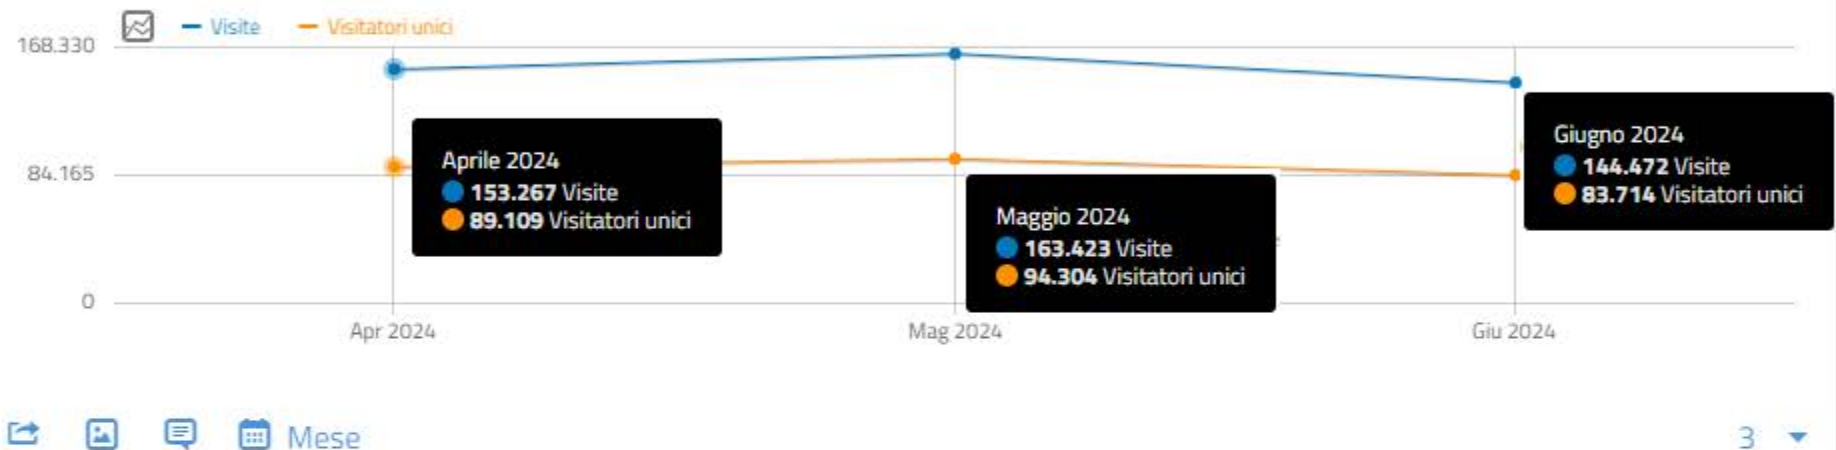 Visite
Visitatori unici
168.330
84.165
0
Aprile 2024
153.267 Visite
89.109 Visitatori unici
Maggio 2024
163.423 Visite
94.304 Visitatori unici
Giugno 2024
144.472 Visite
83.714 Visitatori unici
Apr 2024
Mag 2024
Giu 2024
Mese
3